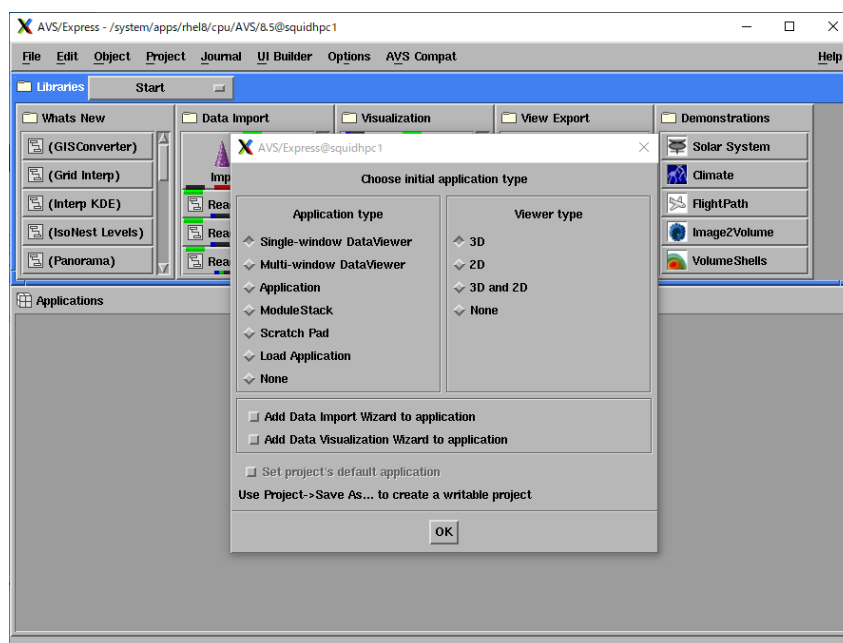 AVS/Express - /system/apps/rhel8/cpu/AVS/8.5@squidhpc1
File Edit Object Project Journal UI Builder Options AVS Compat Help
Libraries Start
Whats New
(GISConverter)
(Grid Interp)
(Interp KDE)
(IsoNest Levels)
(Panorama)
Data Import
Imp
Rea
Rea
Rea
Visualization
View Export
Demonstrations
Solar System
Climate
FlightPath
Image2Volume
VolumeShells
Applications
AVS/Express@squidhpc1
Choose initial application type
Application type
Single-window DataViewer
Multi-window DataViewer
Application
ModuleStack
Scratch Pad
Load Application
None
Viewer type
3D
2D
3D and 2D
None
Add Data Import Wizard to application
Add Data Visualization Wizard to application
Set project's default application
Use Project->Save As... to create a writable project
OK